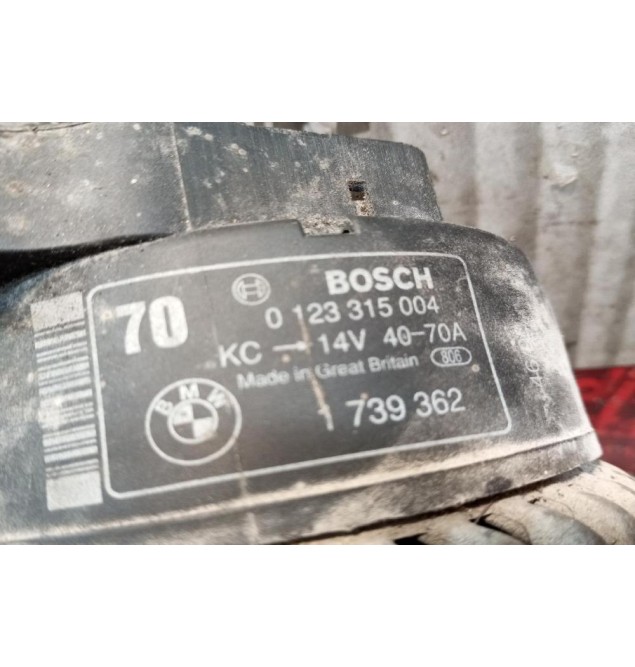 BOSCH
70
0 123 315 004
KC → 14V 40-70A
Made in Great Britain 806
BMW
1 739 362